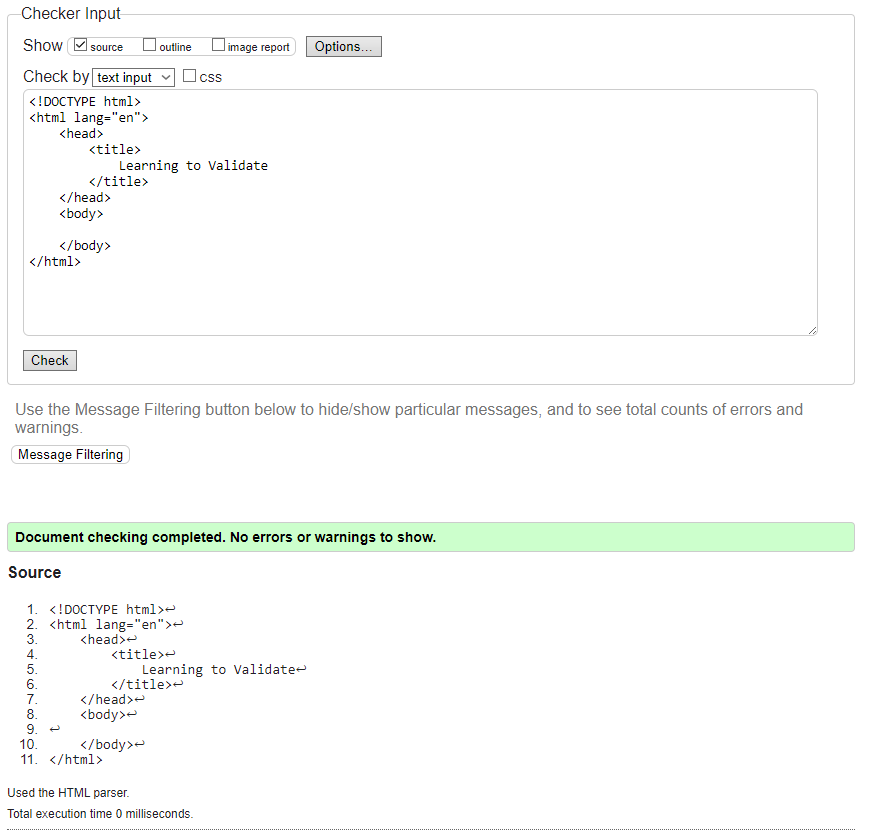 Checker Input
Show source outline image report Options...
Check by text input css
<!DOCTYPE html>
<html lang="en">
    <head>
        <title>
            Learning to Validate
        </title>
    </head>
    <body>

    </body>
</html>
Check
Use the Message Filtering button below to hide/show particular messages, and to see total counts of errors and
warnings.
Message Filtering
Document checking completed. No errors or warnings to show.
Source
1. <!DOCTYPE html>↩
2. <html lang="en">↩
3.     <head>↩
4.         <title>↩
5.             Learning to Validate↩
6.         </title>↩
7.     </head>↩
8.     <body>↩
9. ↩
10.     </body>↩
11. </html>
Used the HTML parser.
Total execution time 0 milliseconds.